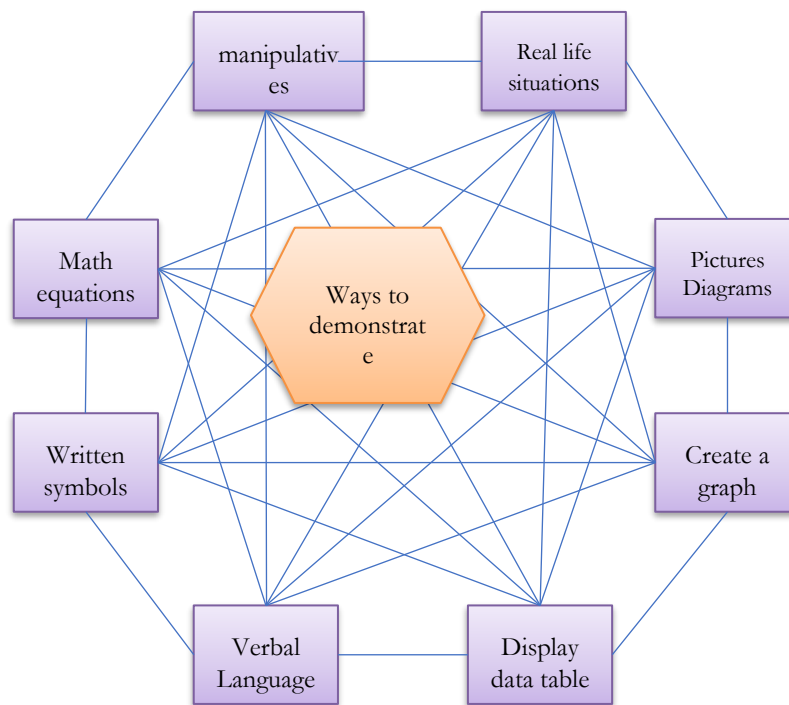 manipulativ
es
Real life
situations
Math
equations
Ways to
demonstrat
e
Pictures
Diagrams
Written
symbols
Create a
graph
Verbal
Language
Display
data table